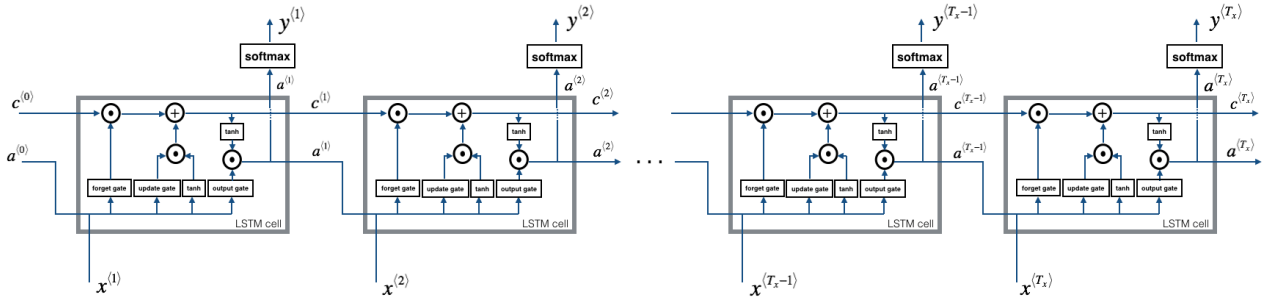 y⟨1⟩ y⟨2⟩ y⟨Tx−1⟩ y⟨Tx⟩
softmax softmax softmax softmax
a⟨1⟩ a⟨2⟩ a⟨Tx−1⟩ a⟨Tx⟩
c⟨0⟩ c⟨1⟩ c⟨2⟩ c⟨Tx−1⟩ c⟨Tx⟩
+ + + +
tanh tanh tanh tanh
a⟨0⟩ a⟨1⟩ a⟨2⟩ . . . a⟨Tx−1⟩ a⟨Tx⟩
forget gate update gate tanh output gate forget gate update gate tanh output gate forget gate update gate tanh output gate forget gate update gate tanh output gate
LSTM cell LSTM cell LSTM cell LSTM cell
x⟨1⟩ x⟨2⟩ x⟨Tx−1⟩ x⟨Tx⟩